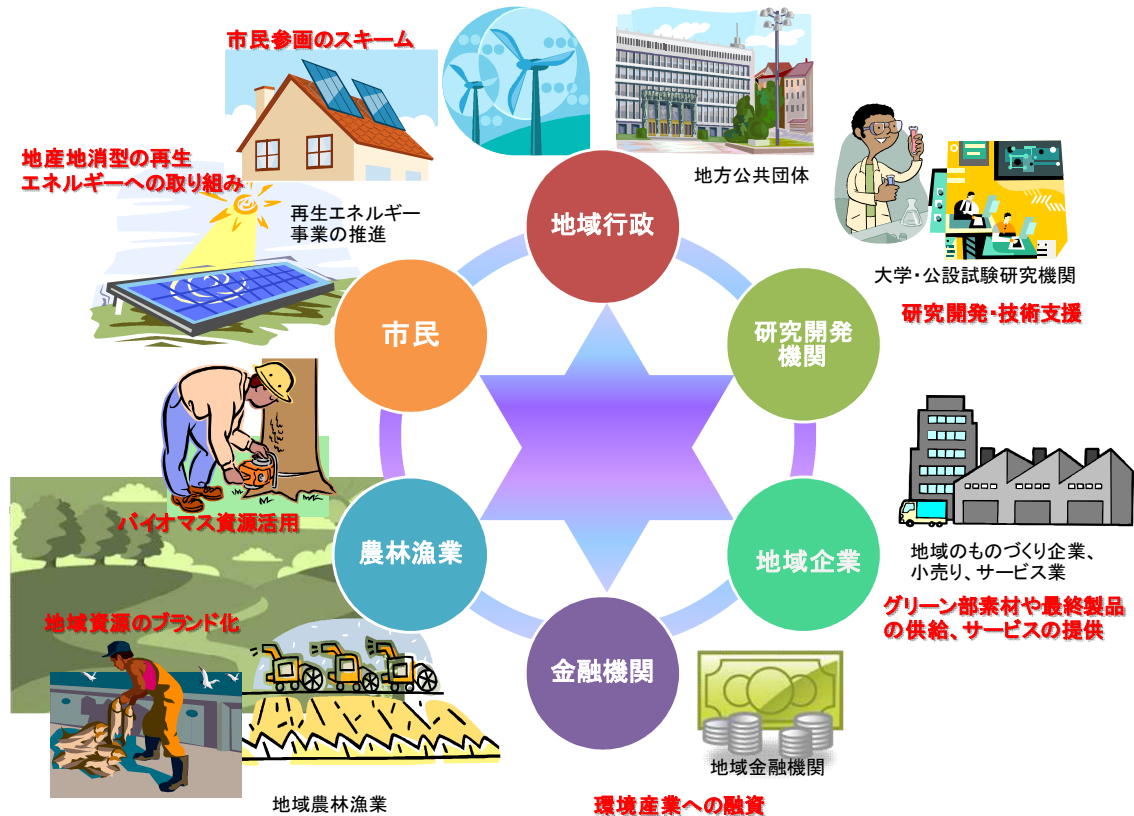 市民参画のスキーム
地産地消型の再生
エネルギーへの取り組み
再生エネルギー
事業の推進
地方公共団体
地域行政
大学・公設試験研究機関
研究開発・技術支援
市民
研究開発
機関
バイオマス資源活用
農林漁業
地域企業
地域のものづくり企業、
小売り、サービス業
グリーン部素材や最終製品
の供給、サービスの提供
地域資源のブランド化
金融機関
地域金融機関
地域農林漁業
環境産業への融資